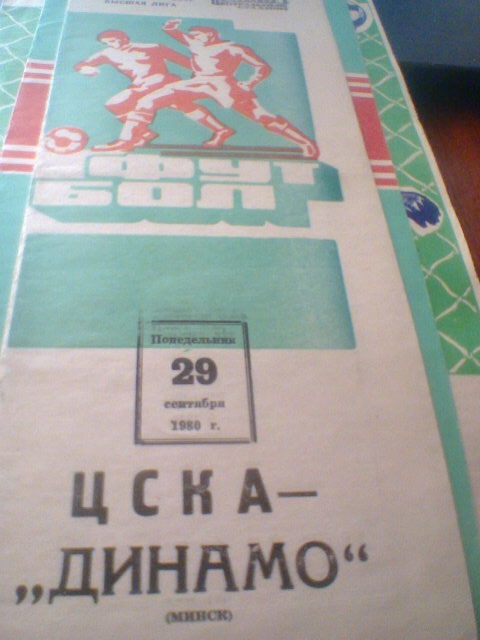 ВЫСШАЯ ЛИГА
ФУТ
БОЛ
Понедельник
29
сентября
1980 г.
ЦСКА—
„ДИНАМО“
(МИНСК)